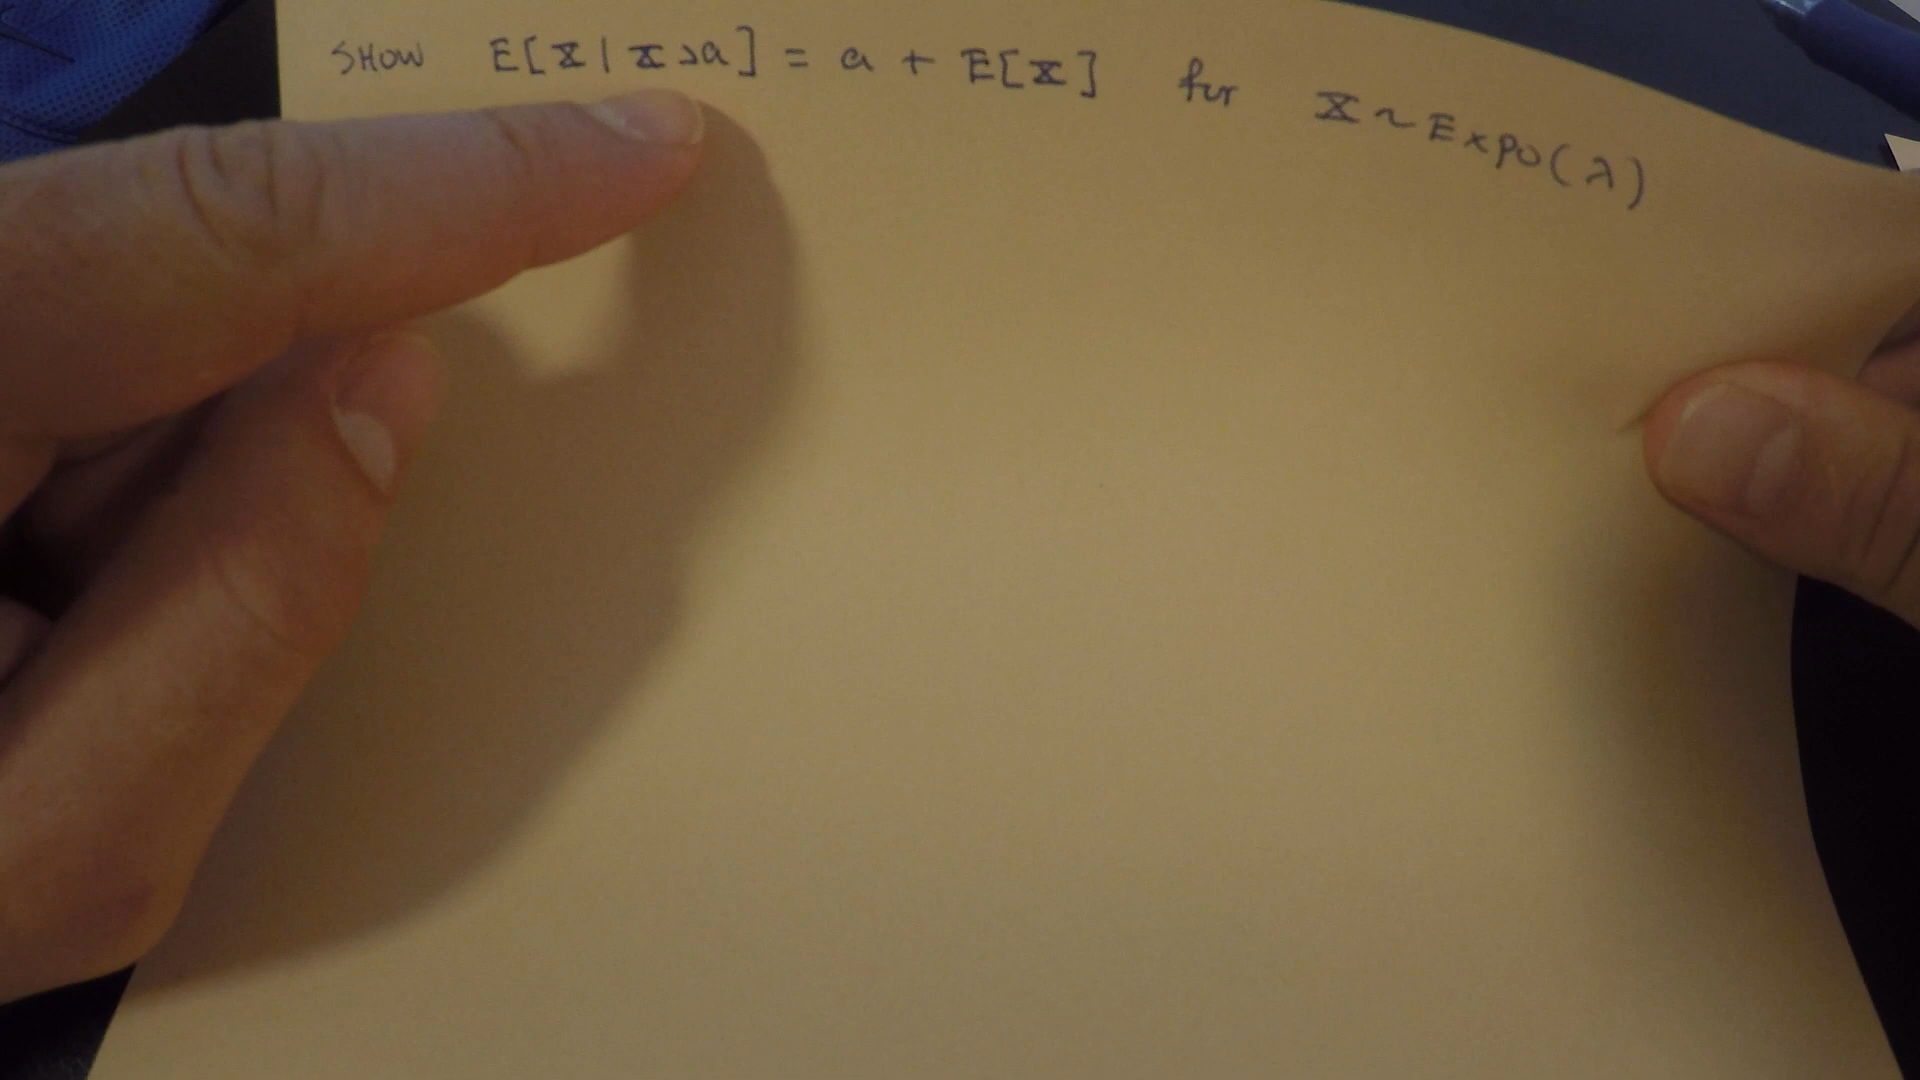 SHOW E[X|X>a] = a + E[X] for X ~ Expo(λ)